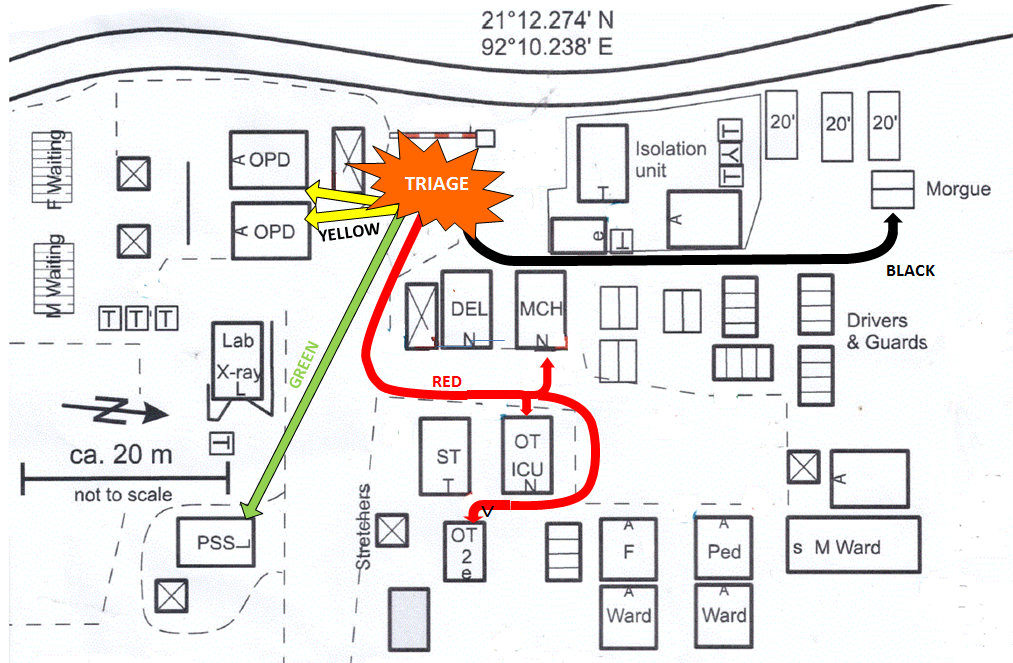 21°12.274' N
92°10.238' E
F Waiting
A OPD
TRIAGE
Isolation
unit
T
Y
T
20'
20'
20'
Morgue
T
A
A OPD
YELLOW
e
T
BLACK
M Waiting
T T T
DEL
N
MCH
N
Drivers
& Guards
Lab
X-ray
L
GREEN
RED
N
T
ca. 20 m
not to scale
ST
T
OT
ICU
N
A
Stretchers
V
PSS
L
OT
2
e
A
F
A
Ped
s M Ward
A
Ward
A
Ward